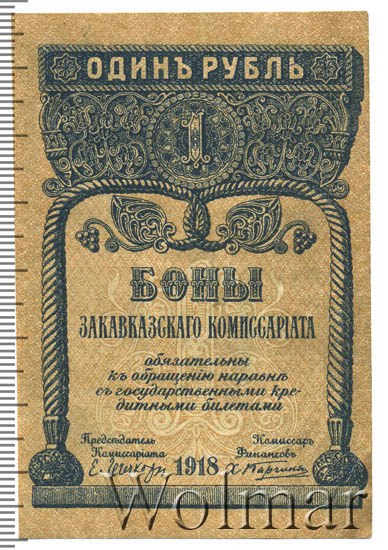 ОДИНЪ РУБЛЬ
1
БОНЫ
ЗАКАВКАЗСКАГО КОМИССАРІАТА
обязательны
къ обращенію наравнѣ
съ государственными кре-
дитными билетами
Предсѣдатель Комиссаръ
Комиссаріата Финансовъ
1918 Х. Карчикян
Wolmar